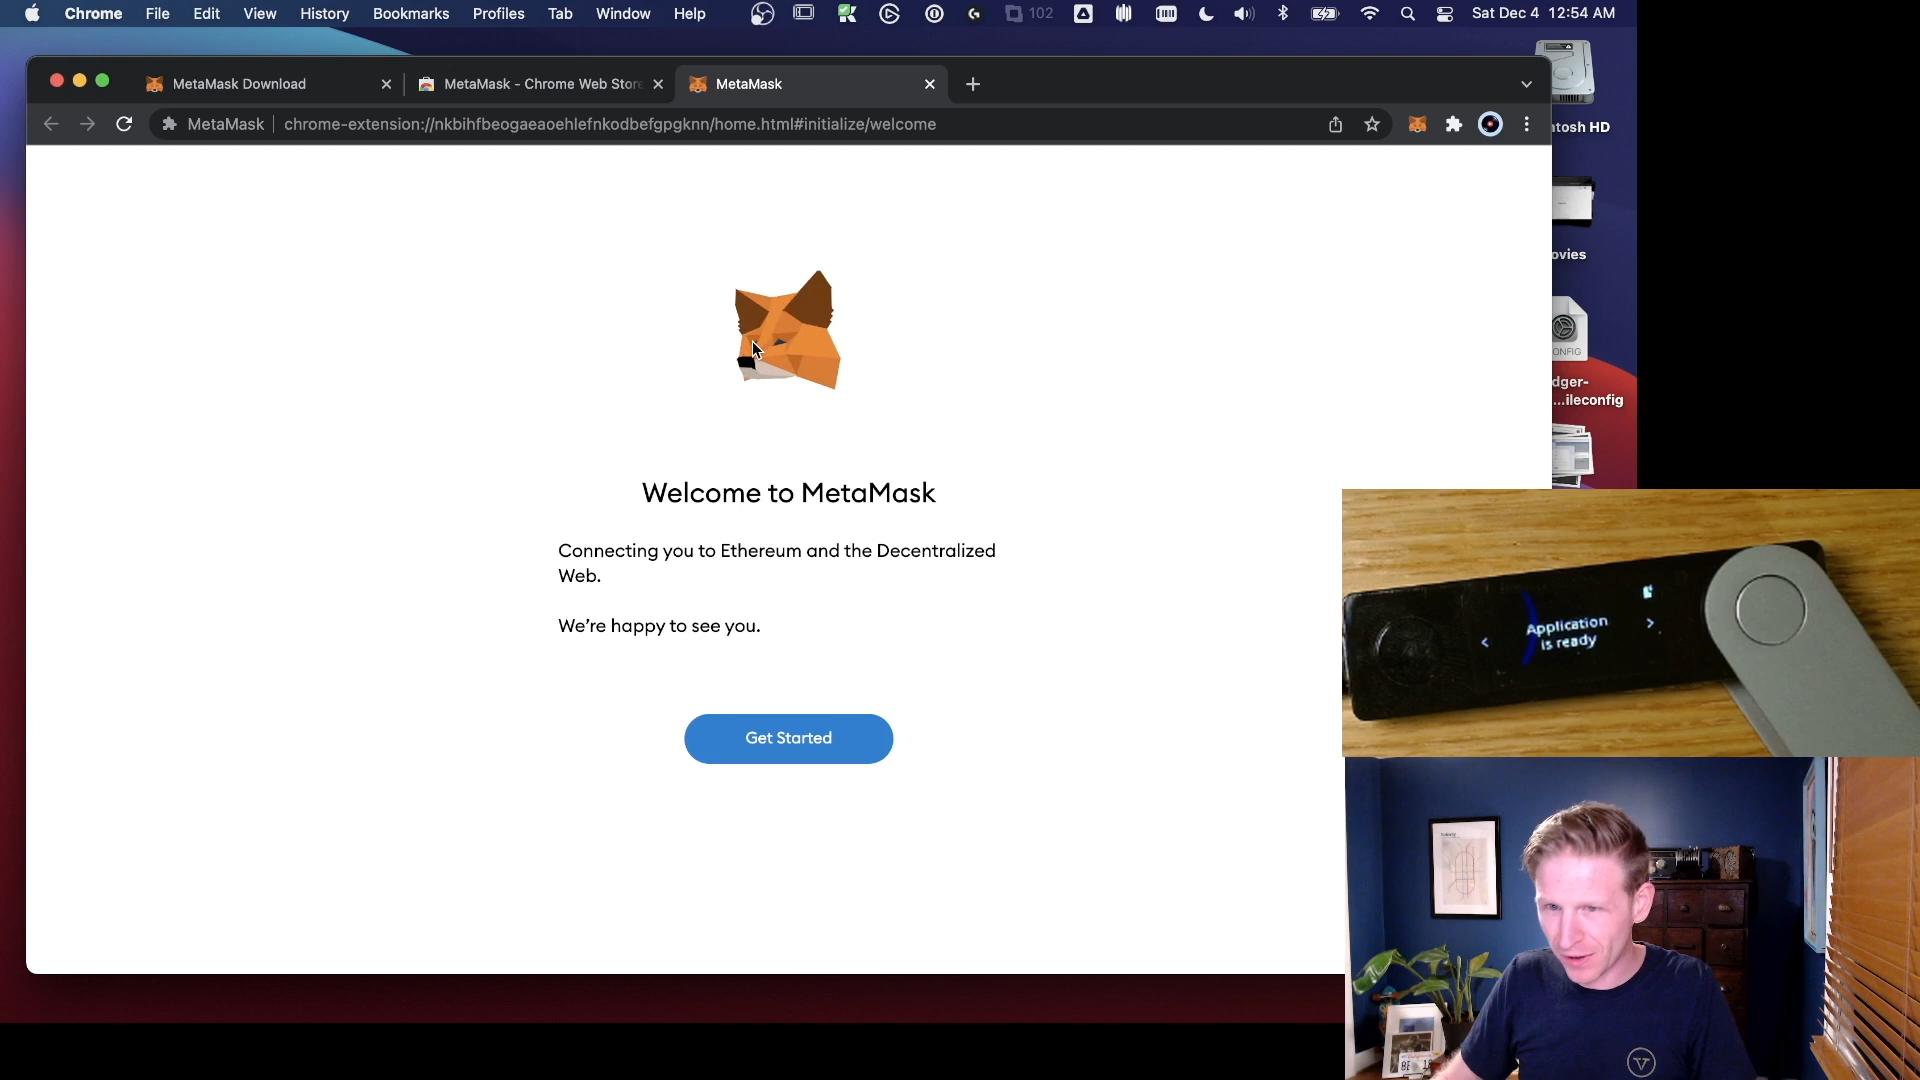 Chrome File Edit View History Bookmarks Profiles Tab Window Help
102
Sat Dec 4 12:54 AM
MetaMask Download
MetaMask - Chrome Web Store
MetaMask
MetaMask
chrome-extension://nkbihfbeogaeaoehlefnkodbefgpgknn/home.html#initialize/welcome
ntosh HD
ovies
ONFIG
dger-
...ileconfig
Welcome to MetaMask
Connecting you to Ethereum and the Decentralized
Web.
We're happy to see you.
Get Started
Application
is ready